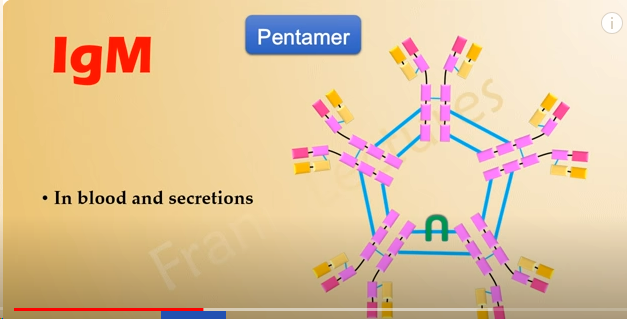 IgM
Pentamer
• In blood and secretions